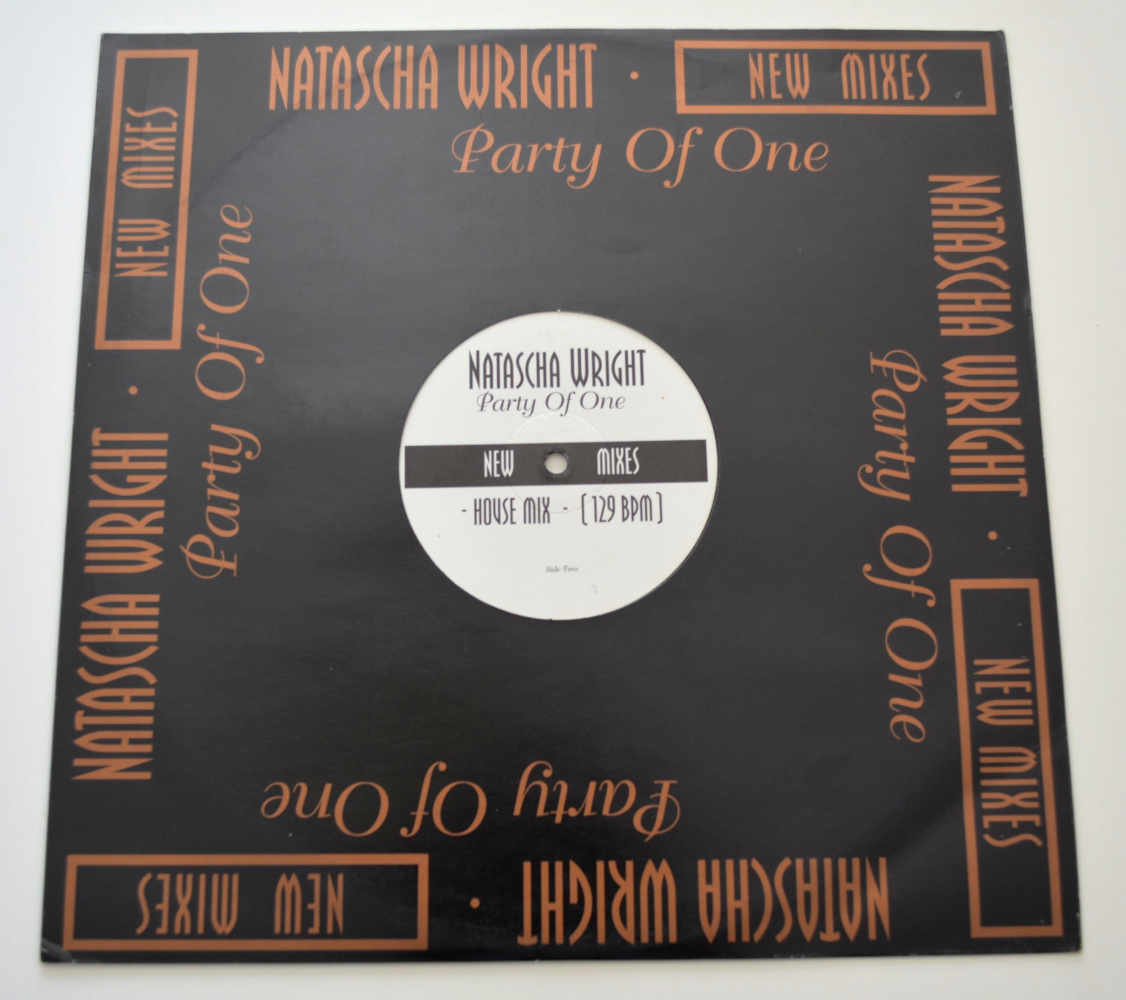 NATASCHA WRIGHT · NEW MIXES
Party Of One
NATASCHA WRIGHT · NEW MIXES
Party Of One
NATASCHA WRIGHT · NEW MIXES
Party Of One
NATASCHA WRIGHT · NEW MIXES
Party Of One
NATASCHA WRIGHT
Party Of One
NEW MIXES
- HOUSE MIX - (129 BPM)
Side Two